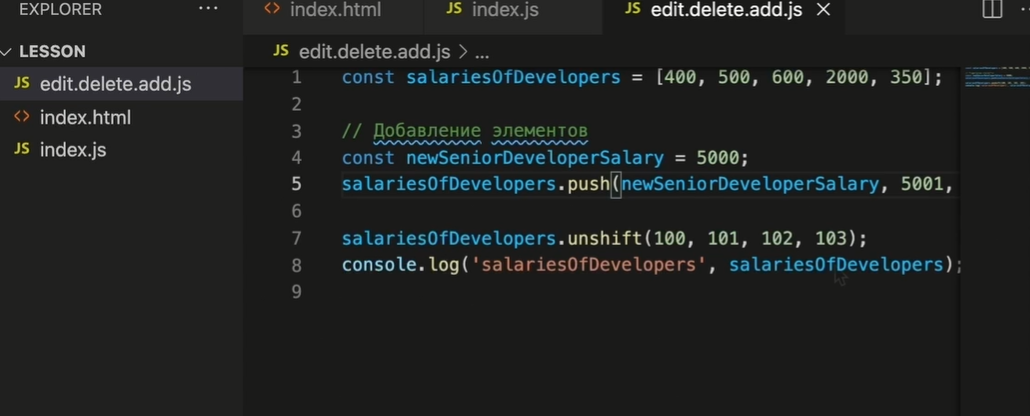 EXPLORER ...
<> index.html JS index.js JS edit.delete.add.js ×
LESSON
JS edit.delete.add.js > ...
JS edit.delete.add.js
<> index.html
JS index.js
1 const salariesOfDevelopers = [400, 500, 600, 2000, 350];
2
3 // Добавление элементов
4 const newSeniorDeveloperSalary = 5000;
5 salariesOfDevelopers.push(newSeniorDeveloperSalary, 5001,
6
7 salariesOfDevelopers.unshift(100, 101, 102, 103);
8 console.log('salariesOfDevelopers', salariesOfDevelopers);
9